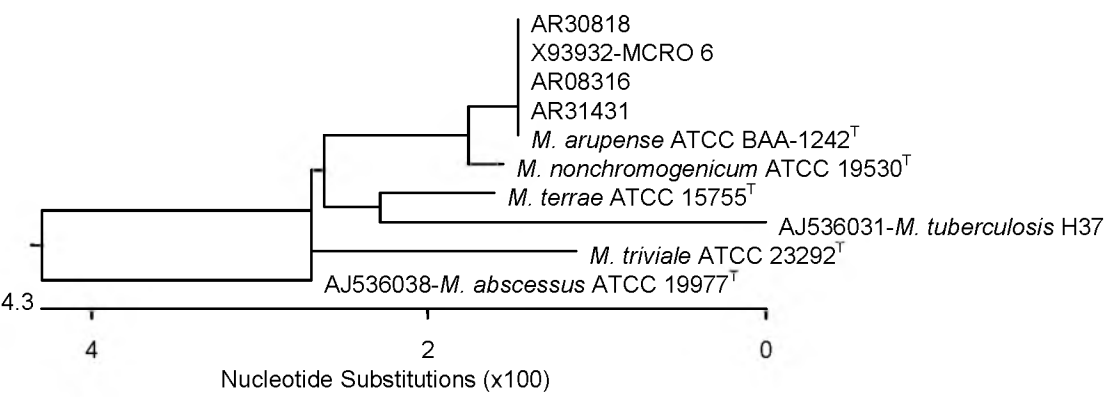 AR30818
X93932-MCRO 6
AR08316
AR31431
M. arupense ATCC BAA-1242T
M. nonchromogenicum ATCC 19530T
M. terrae ATCC 15755T
AJ536031-M. tuberculosis H37
M. triviale ATCC 23292T
AJ536038-M. abscessus ATCC 19977T
4.3
4 2 0
Nucleotide Substitutions (x100)